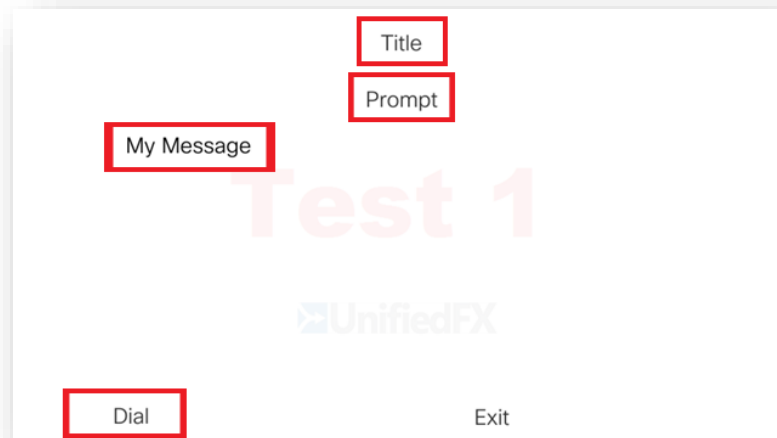 Title
Prompt
My Message
Test 1
UnifiedFX
Dial
Exit